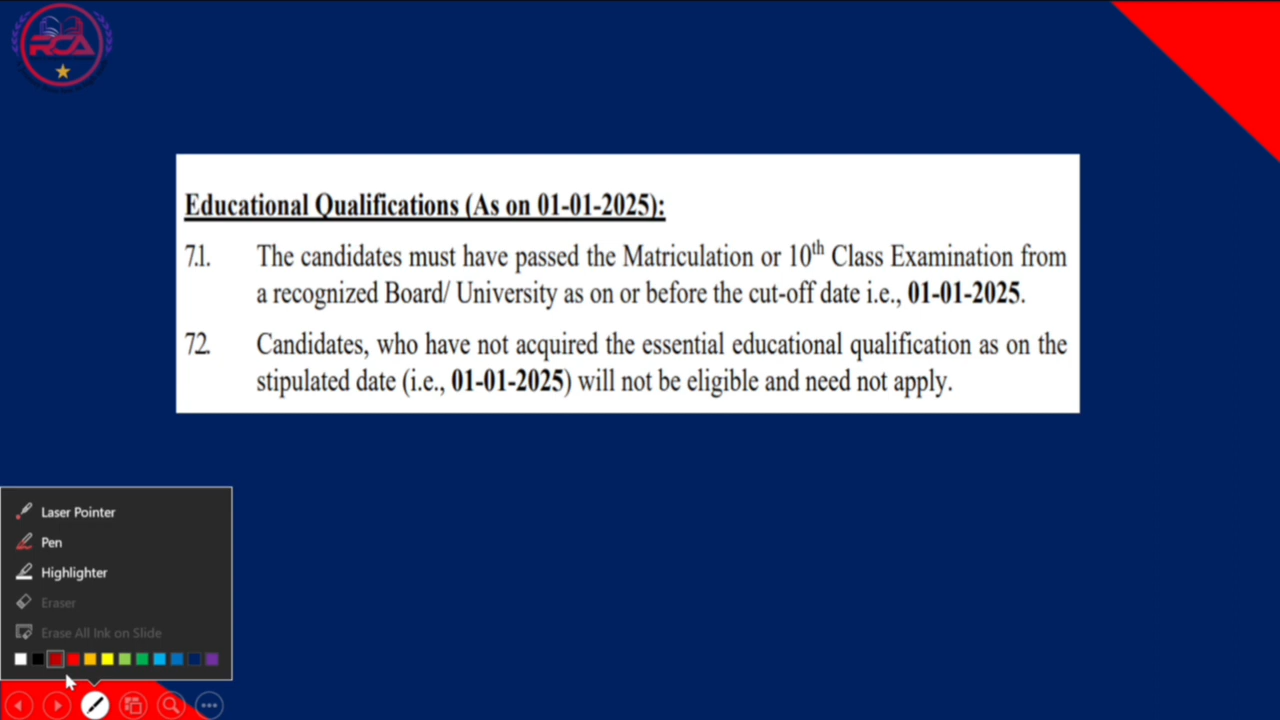 RCA
Educational Qualifications (As on 01-01-2025):
7.1. The candidates must have passed the Matriculation or 10th Class Examination from
a recognized Board/ University as on or before the cut-off date i.e., 01-01-2025.
7.2. Candidates, who have not acquired the essential educational qualification as on the
stipulated date (i.e., 01-01-2025) will not be eligible and need not apply.
Laser Pointer
Pen
Highlighter
Eraser
Erase All Ink on Slide